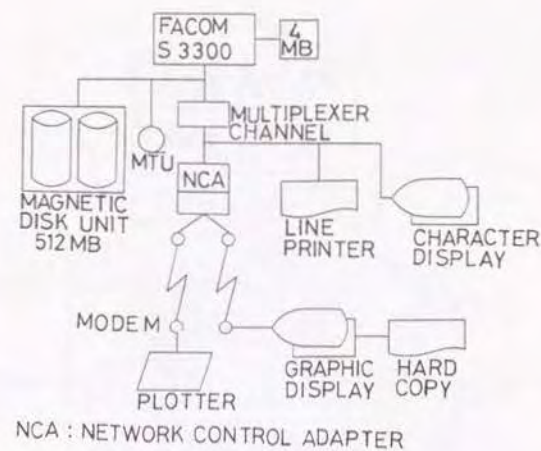 FACOM
S 3300
4
MB
MULTIPLEXER
CHANNEL
MTU
NCA
MAGNETIC
DISK UNIT
512 MB
LINE
PRINTER
CHARACTER
DISPLAY
MODEM
PLOTTER
GRAPHIC
DISPLAY
HARD
COPY
NCA : NETWORK CONTROL ADAPTER